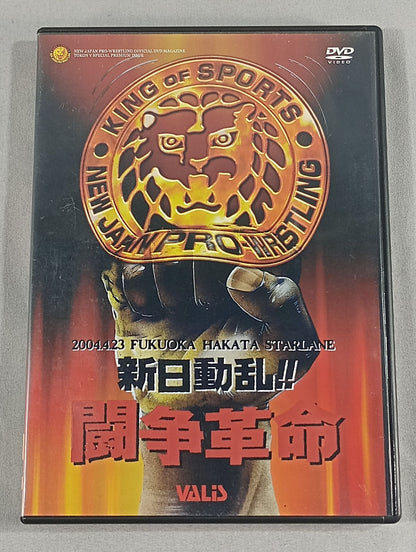 NEW JAPAN PRO-WRESTLING OFFICIAL DVD MAGAZINE
TOKON V SPECIAL PREMIUM ISSUE
DVD
VIDEO
KING OF SPORTS
NEW JAPAN PRO-WRESTLING
2004.4.23 FUKUOKA HAKATA STARLANE
新日動乱!!
闘争革命
VALiS